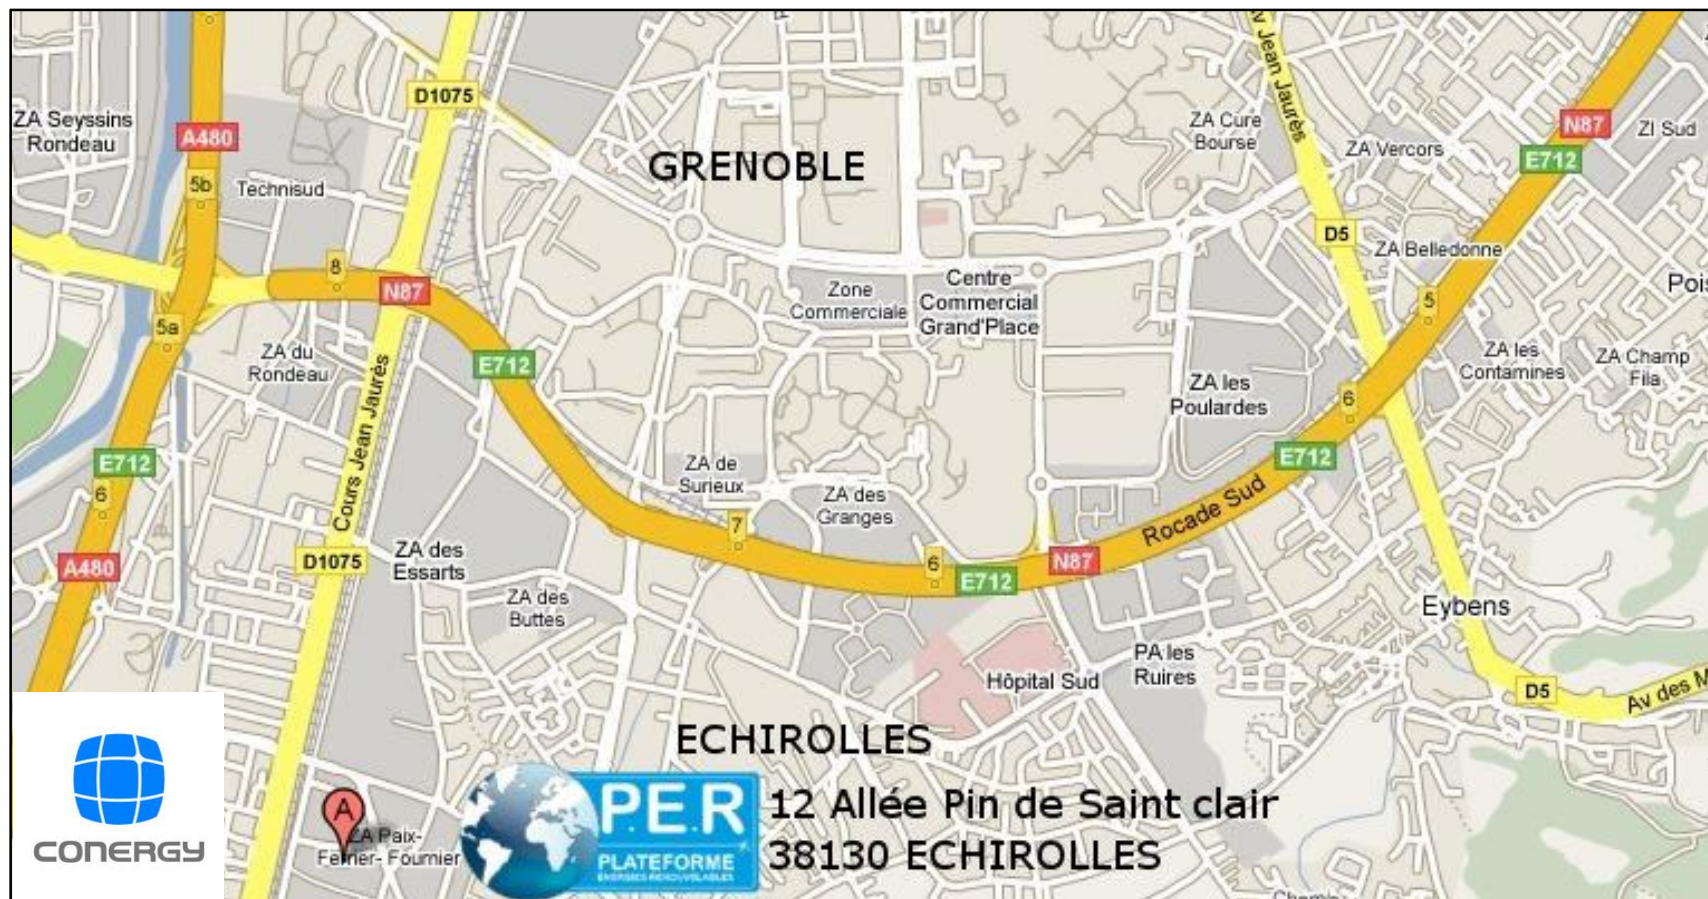 D1075
ZA Seyssins
Rondeau
A480
5b
Technisud
GRENOBLE
Av Jean Jaurès
ZA Cure
Bourse
ZA Vercors
N87
ZI Sud
E712
D5
ZA Belledonne
8
N87
Zone
Commerciale
Centre
Commercial
Grand'Place
5
Pois
5a
ZA du
Rondeau
E712
Cours Jean Jaurès
ZA les
Poulardes
6
ZA les
Contamines
ZA Champ
Fila
E712
6
ZA de
Surieux
ZA des
Granges
E712
Rocade Sud
7
A480
D1075
ZA des
Essarts
6
E712
N87
ZA des
Buttes
Eybens
Hôpital Sud
PA les
Ruires
D5
Av des M
ECHIROLLES
A
ZA Paix-
Ferrier- Fournier
CONERGY
P.E.R
PLATEFORME
ENERGIES RENOUVELABLES
12 Allée Pin de Saint clair
38130 ECHIROLLES